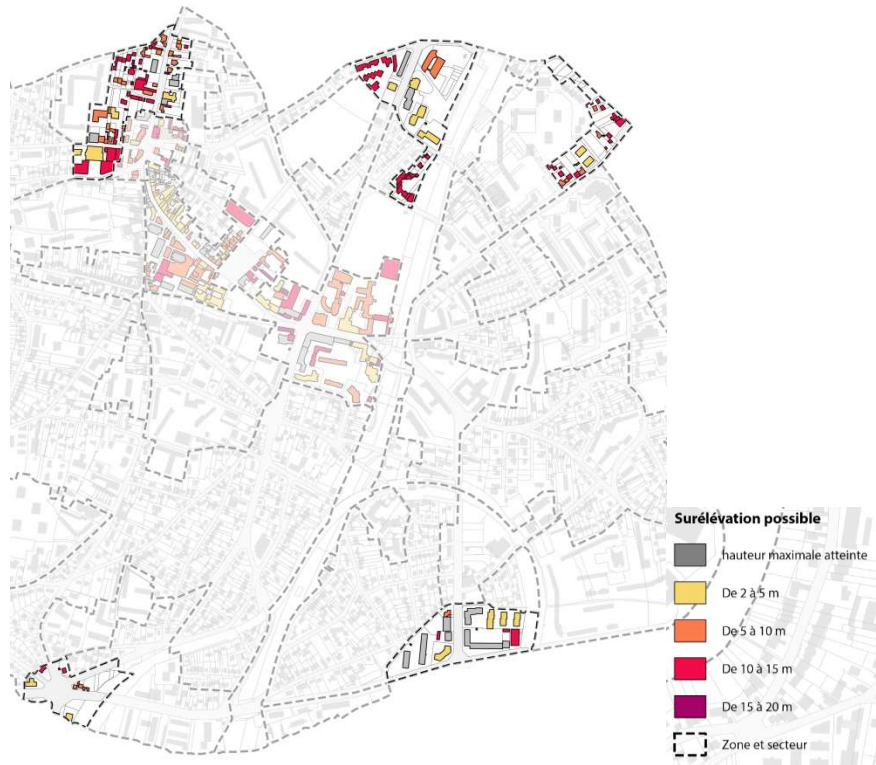 Surélévation possible
hauteur maximale atteinte
De 2 à 5 m
De 5 à 10 m
De 10 à 15 m
De 15 à 20 m
Zone et secteur